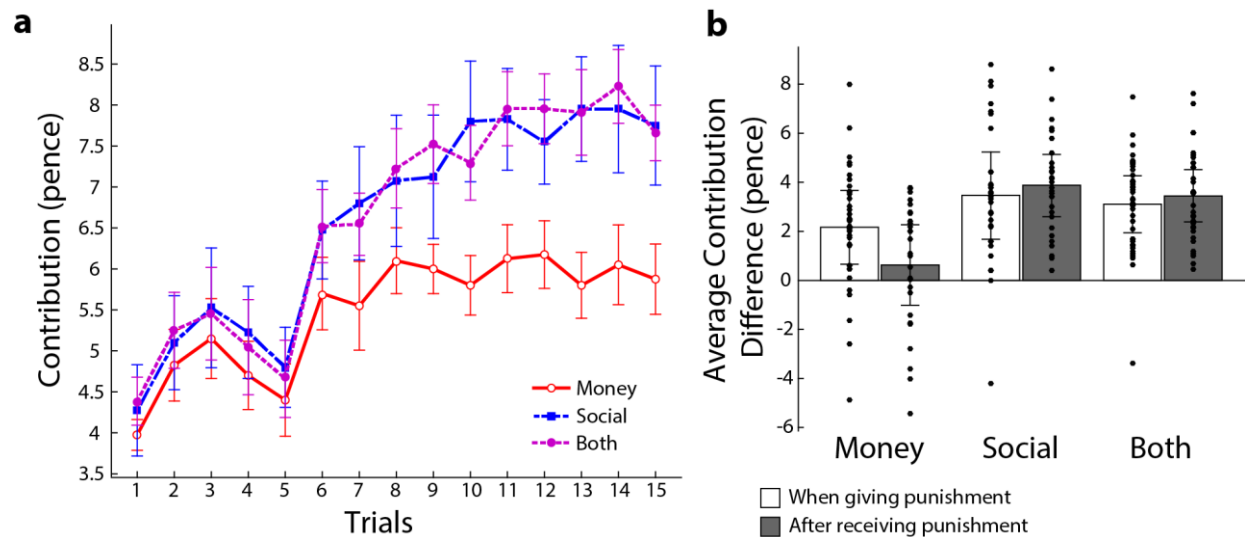 a
Contribution (pence)
8.5
8
7.5
7
6.5
6
5.5
5
4.5
4
3.5
1 2 3 4 5 6 7 8 9 10 11 12 13 14 15
Trials
Money
Social
Both
b
Average Contribution
Difference (pence)
8
6
4
2
0
-2
-4
-6
Money Social Both
When giving punishment
After receiving punishment